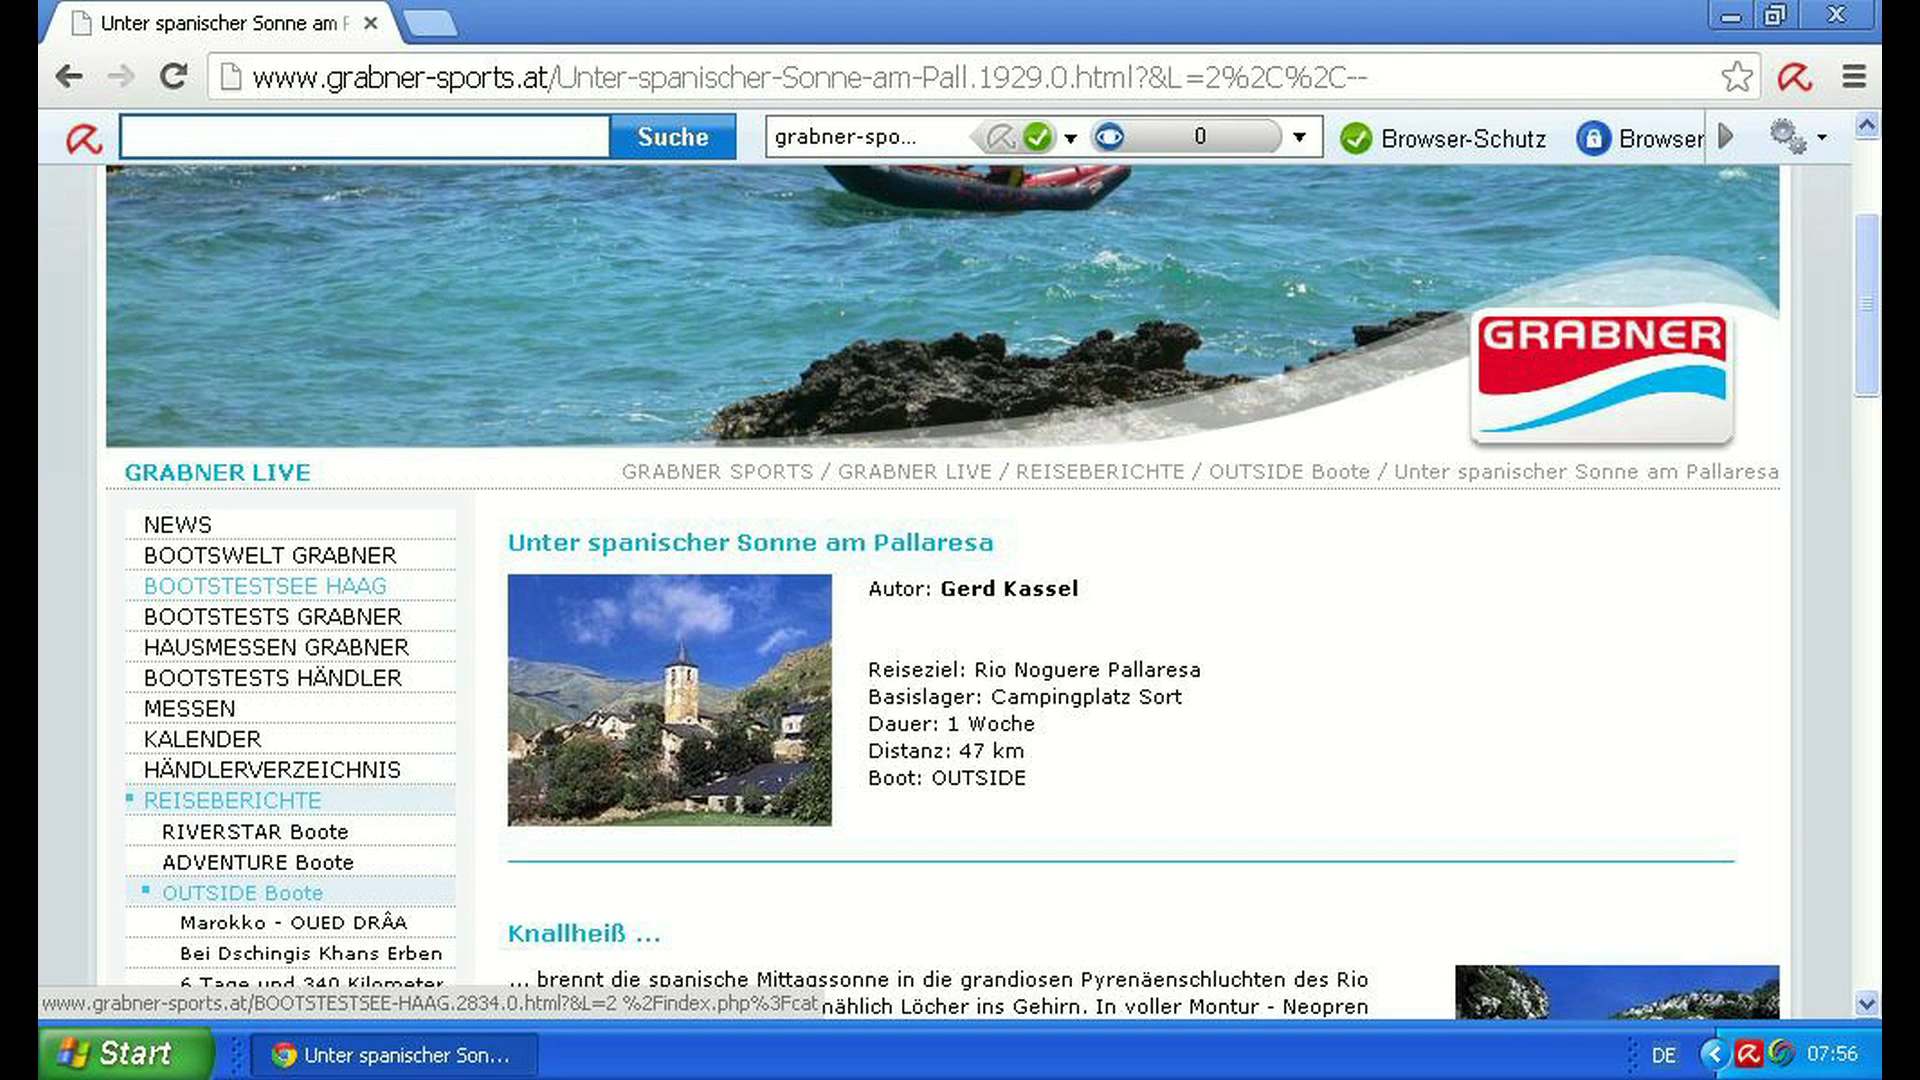 Unter spanischer Sonne am
www.grabner-sports.at/Unter-spanischer-Sonne-am-Pall.1929.0.html?&L=2%2C%2C--
Suche
grabner-spo...
0
Browser-Schutz
Browser
GRABNER
GRABNER LIVE
GRABNER SPORTS / GRABNER LIVE / REISEBERICHTE / OUTSIDE Boote / Unter spanischer Sonne am Pallaresa
NEWS
BOOTSWELT GRABNER
BOOTSTESTSEE HAAG
BOOTSTESTS GRABNER
HAUSMESSEN GRABNER
BOOTSTESTS HÄNDLER
MESSEN
KALENDER
HÄNDLERVERZEICHNIS
REISEBERICHTE
RIVERSTAR Boote
ADVENTURE Boote
OUTSIDE Boote
Marokko - OUED DRÂA
Bei Dschingis Khans Erben
6 Tage und 340 Kilometer
Unter spanischer Sonne am Pallaresa
Autor: Gerd Kassel
Reiseziel: Rio Noguere Pallaresa
Basislager: Campingplatz Sort
Dauer: 1 Woche
Distanz: 47 km
Boot: OUTSIDE
Knallheiß ...
... brennt die spanische Mittagssonne in die grandiosen Pyrenäenschluchten des Rio
nählich Löcher ins Gehirn. In voller Montur - Neopren
www.grabner-sports.at/BOOTSTESTSEE-HAAG.2834.0.html?&L=2 %2Findex.php%3Fcat
Start
Unter spanischer Son...
DE
07:56